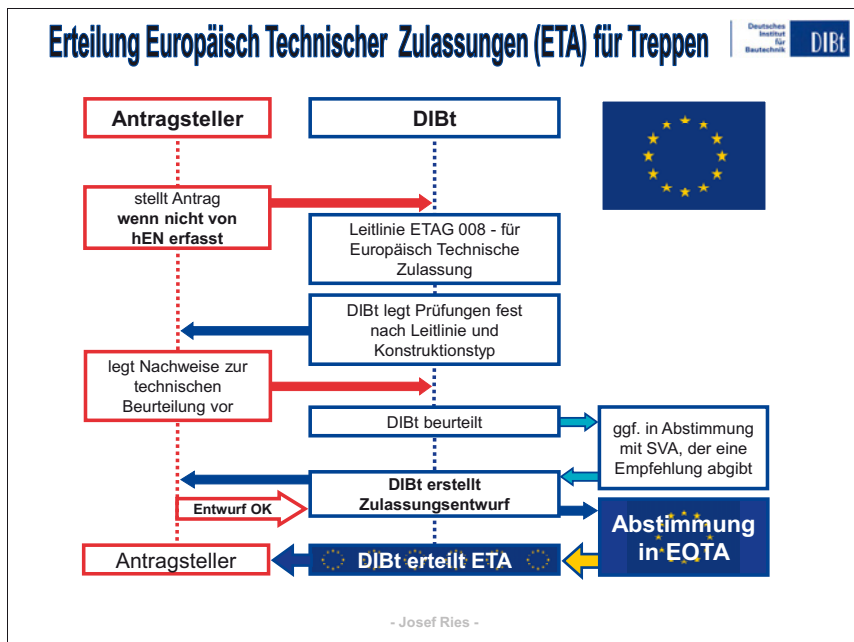 Erteilung Europäisch Technischer Zulassungen (ETA) für Treppen
Deutsches
Institut
für
Bautechnik
DIBt
Antragsteller
DIBt
stellt Antrag
wenn nicht von
hEN erfasst
Leitlinie ETAG 008 - für
Europäisch Technische
Zulassung
DIBt legt Prüfungen fest
nach Leitlinie und
Konstruktionstyp
legt Nachweise zur
technischen
Beurteilung vor
DIBt beurteilt
ggf. in Abstimmung
mit SVA, der eine
Empfehlung abgibt
DIBt erstellt
Zulassungsentwurf
Entwurf OK
Abstimmung
in EOTA
Antragsteller
DIBt erteilt ETA
- Josef Ries -